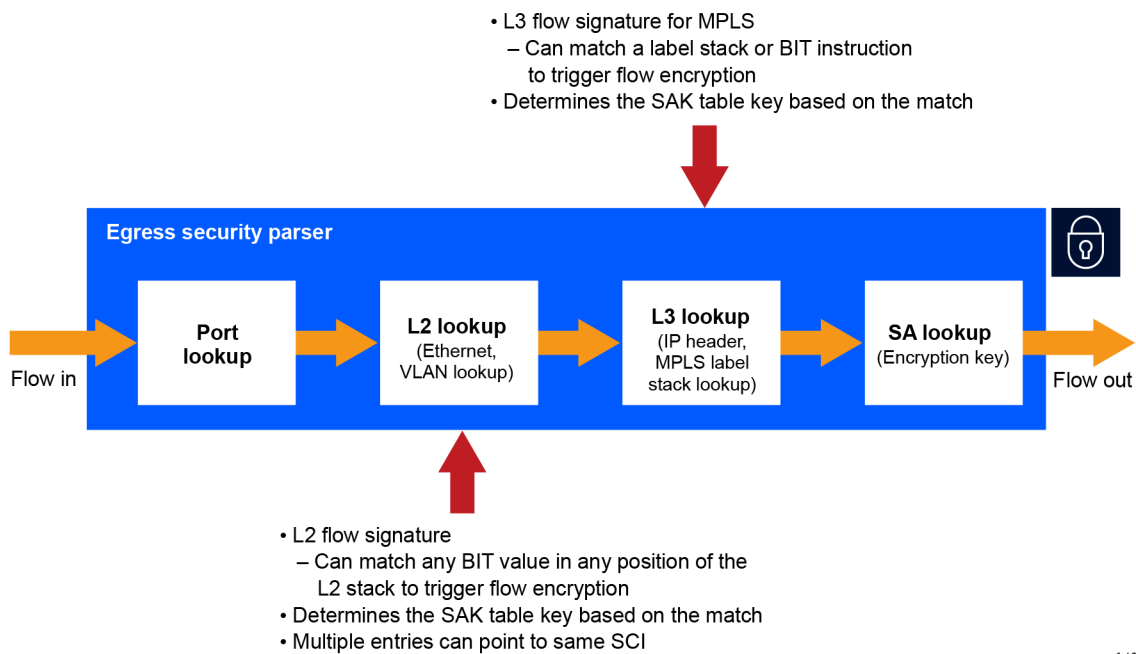 • L3 flow signature for MPLS
– Can match a label stack or BIT instruction
to trigger flow encryption
• Determines the SAK table key based on the match
Egress security parser
Flow in
Port
lookup
L2 lookup
(Ethernet,
VLAN lookup)
L3 lookup
(IP header,
MPLS label
stack lookup)
SA lookup
(Encryption key)
Flow out
• L2 flow signature
– Can match any BIT value in any position of the
L2 stack to trigger flow encryption
• Determines the SAK table key based on the match
• Multiple entries can point to same SCI